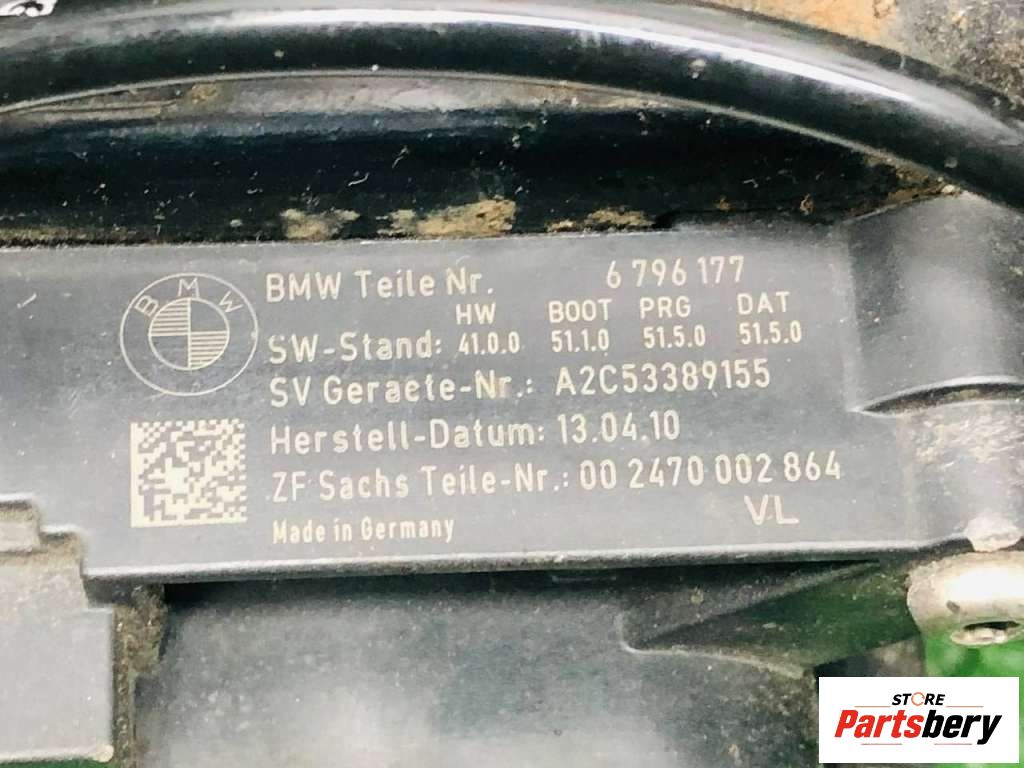 BMW
BMW Teile Nr. 6 796 177
HW BOOT PRG DAT
SW-Stand: 41.0.0 51.1.0 51.5.0 51.5.0
SV Geraete-Nr.: A2C53389155
Herstell-Datum: 13.04.10
ZF Sachs Teile-Nr.: 00 2470 002 864
VL
Made in Germany
STORE
Partsbery